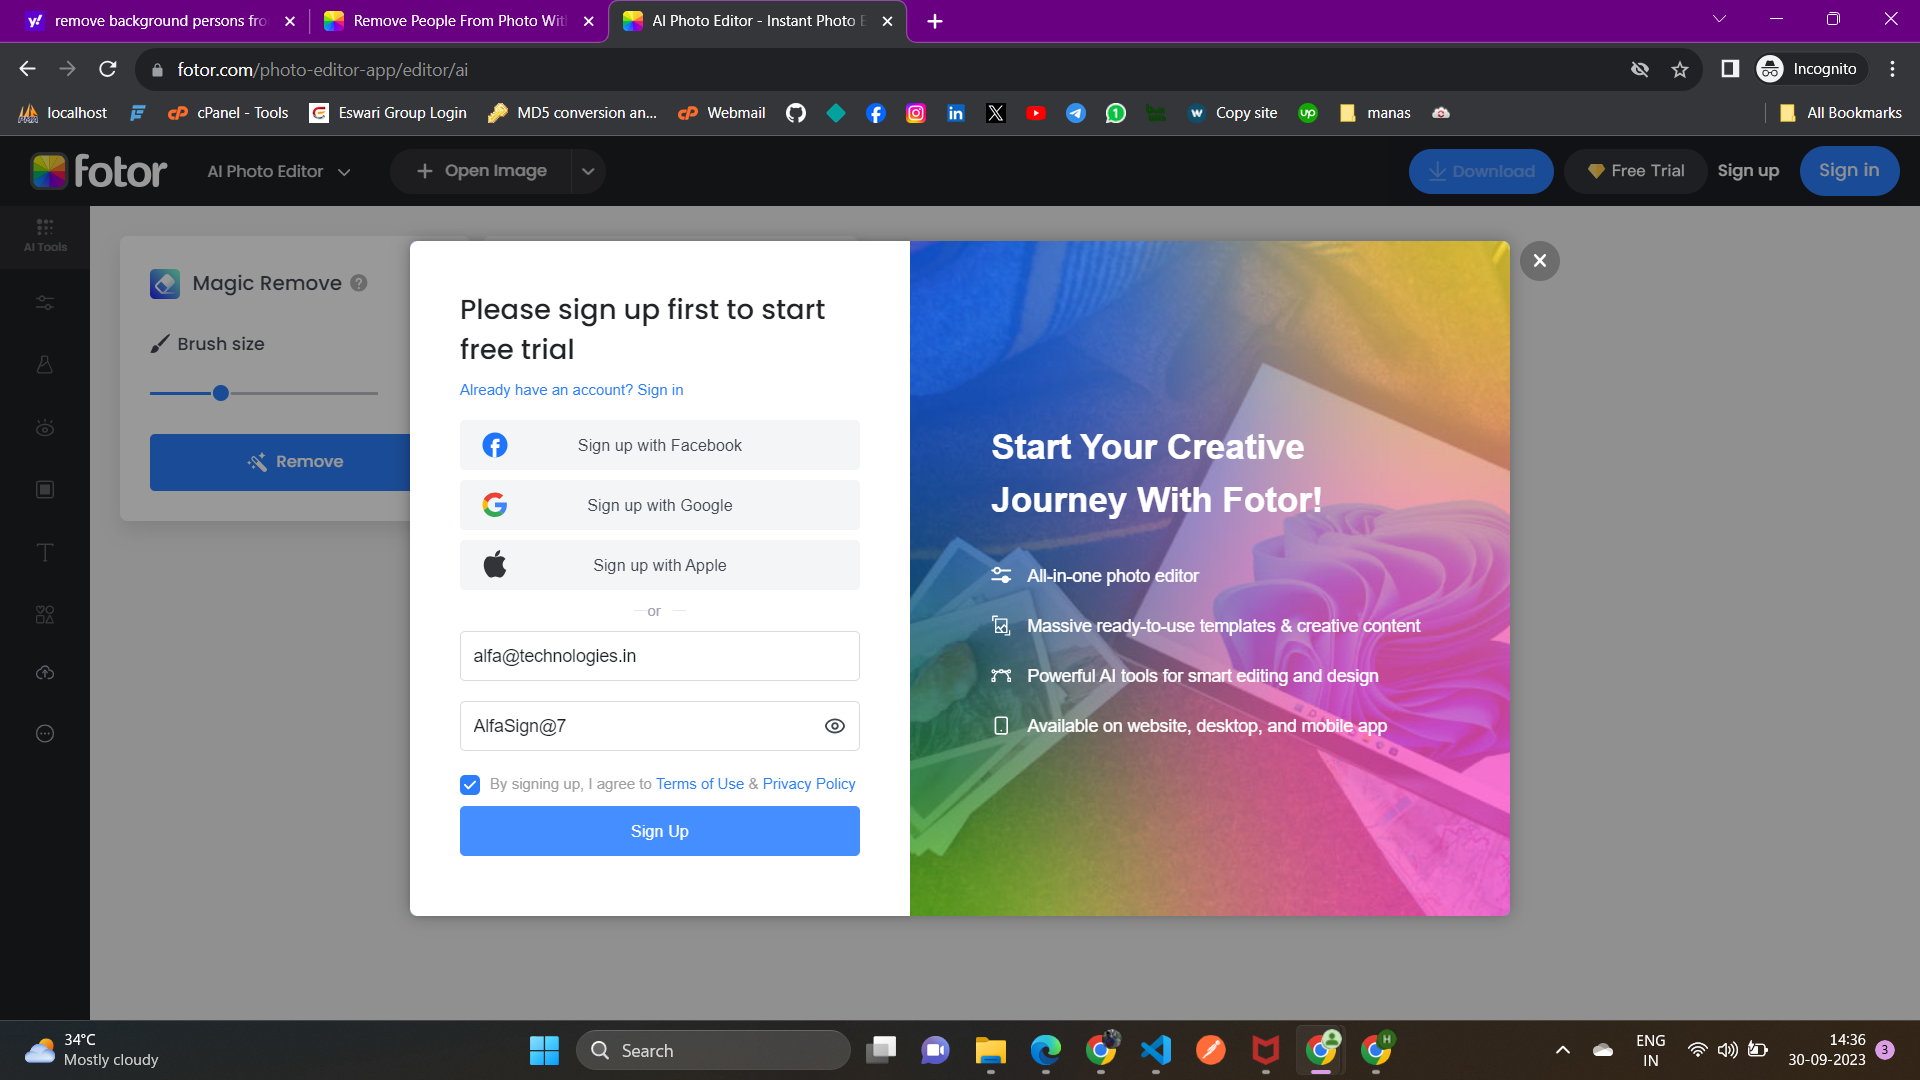 remove background persons fro
Remove People From Photo Wit
AI Photo Editor - Instant Photo E
fotor.com/photo-editor-app/editor/ai
Incognito
localhost
cPanel - Tools
Eswari Group Login
MD5 conversion an...
Webmail
Copy site
manas
All Bookmarks
fotor
AI Photo Editor
Open Image
Download
Free Trial
Sign up
Sign in
AI Tools
Magic Remove
Brush size
Remove
Please sign up first to start
free trial
Already have an account? Sign in
Sign up with Facebook
Sign up with Google
Sign up with Apple
or
alfa@technologies.in
AlfaSign@7
By signing up, I agree to Terms of Use & Privacy Policy
Sign Up
Start Your Creative
Journey With Fotor!
All-in-one photo editor
Massive ready-to-use templates & creative content
Powerful AI tools for smart editing and design
Available on website, desktop, and mobile app
34°C
Mostly cloudy
Search
ENG
IN
14:36
30-09-2023
3